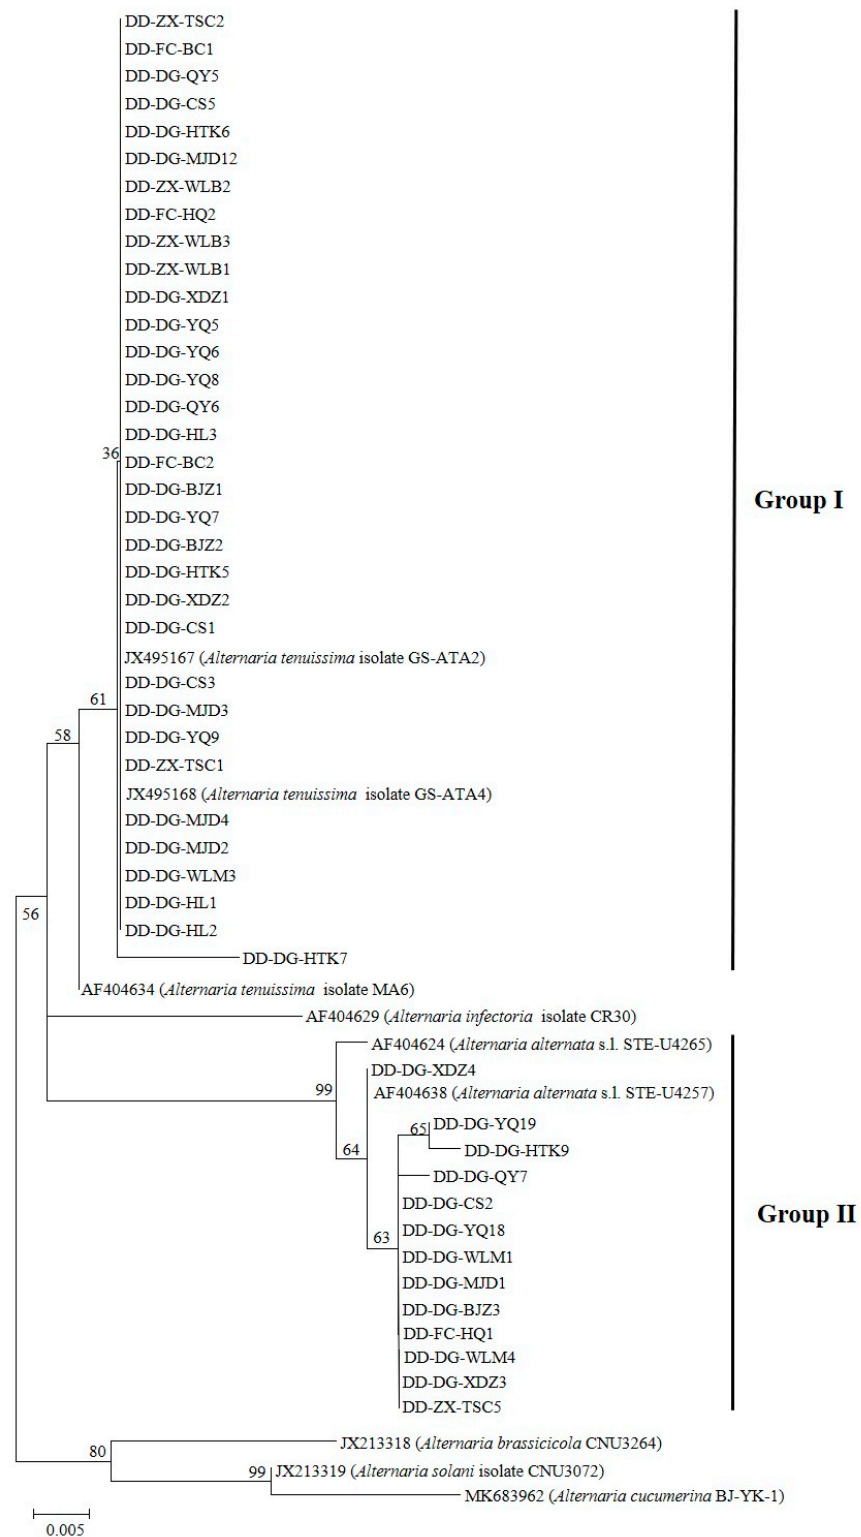 DD-ZX-TSC2
DD-FC-BC1
DD-DG-QY5
DD-DG-CS5
DD-DG-HTK6
DD-DG-MJD12
DD-ZX-WLB2
DD-FC-HQ2
DD-ZX-WLB3
DD-ZX-WLB1
DD-DG-XDZ1
DD-DG-YQ5
DD-DG-YQ6
DD-DG-YQ8
DD-DG-QY6
DD-DG-HL3
36
DD-FC-BC2
DD-DG-BJZ1
Group I
DD-DG-YQ7
DD-DG-BJZ2
DD-DG-HTK5
DD-DG-XDZ2
DD-DG-CS1
JX495167 (Alternaria tenuissima isolate GS-ATA2)
DD-DG-CS3
61
DD-DG-MJD3
58
DD-DG-YQ9
DD-ZX-TSC1
JX495168 (Alternaria tenuissima isolate GS-ATA4)
DD-DG-MJD4
DD-DG-MJD2
DD-DG-WLM3
DD-DG-HL1
56
DD-DG-HL2
DD-DG-HTK7
AF404634 (Alternaria tenuissima isolate MA6)
AF404629 (Alternaria infectoria isolate CR30)
AF404624 (Alternaria alternata s.l. STE-U4265)
DD-DG-XDZ4
99
AF404638 (Alternaria alternata s.l. STE-U4257)
65
DD-DG-YQ19
64
DD-DG-HTK9
DD-DG-QY7
DD-DG-CS2
Group II
DD-DG-YQ18
63
DD-DG-WLM1
DD-DG-MJD1
DD-DG-BJZ3
DD-FC-HQ1
DD-DG-WLM4
DD-DG-XDZ3
DD-ZX-TSC5
80
JX213318 (Alternaria brassicicola CNU3264)
99
JX213319 (Alternaria solani isolate CNU3072)
MK683962 (Alternaria cucumerina BJ-YK-1)
0.005